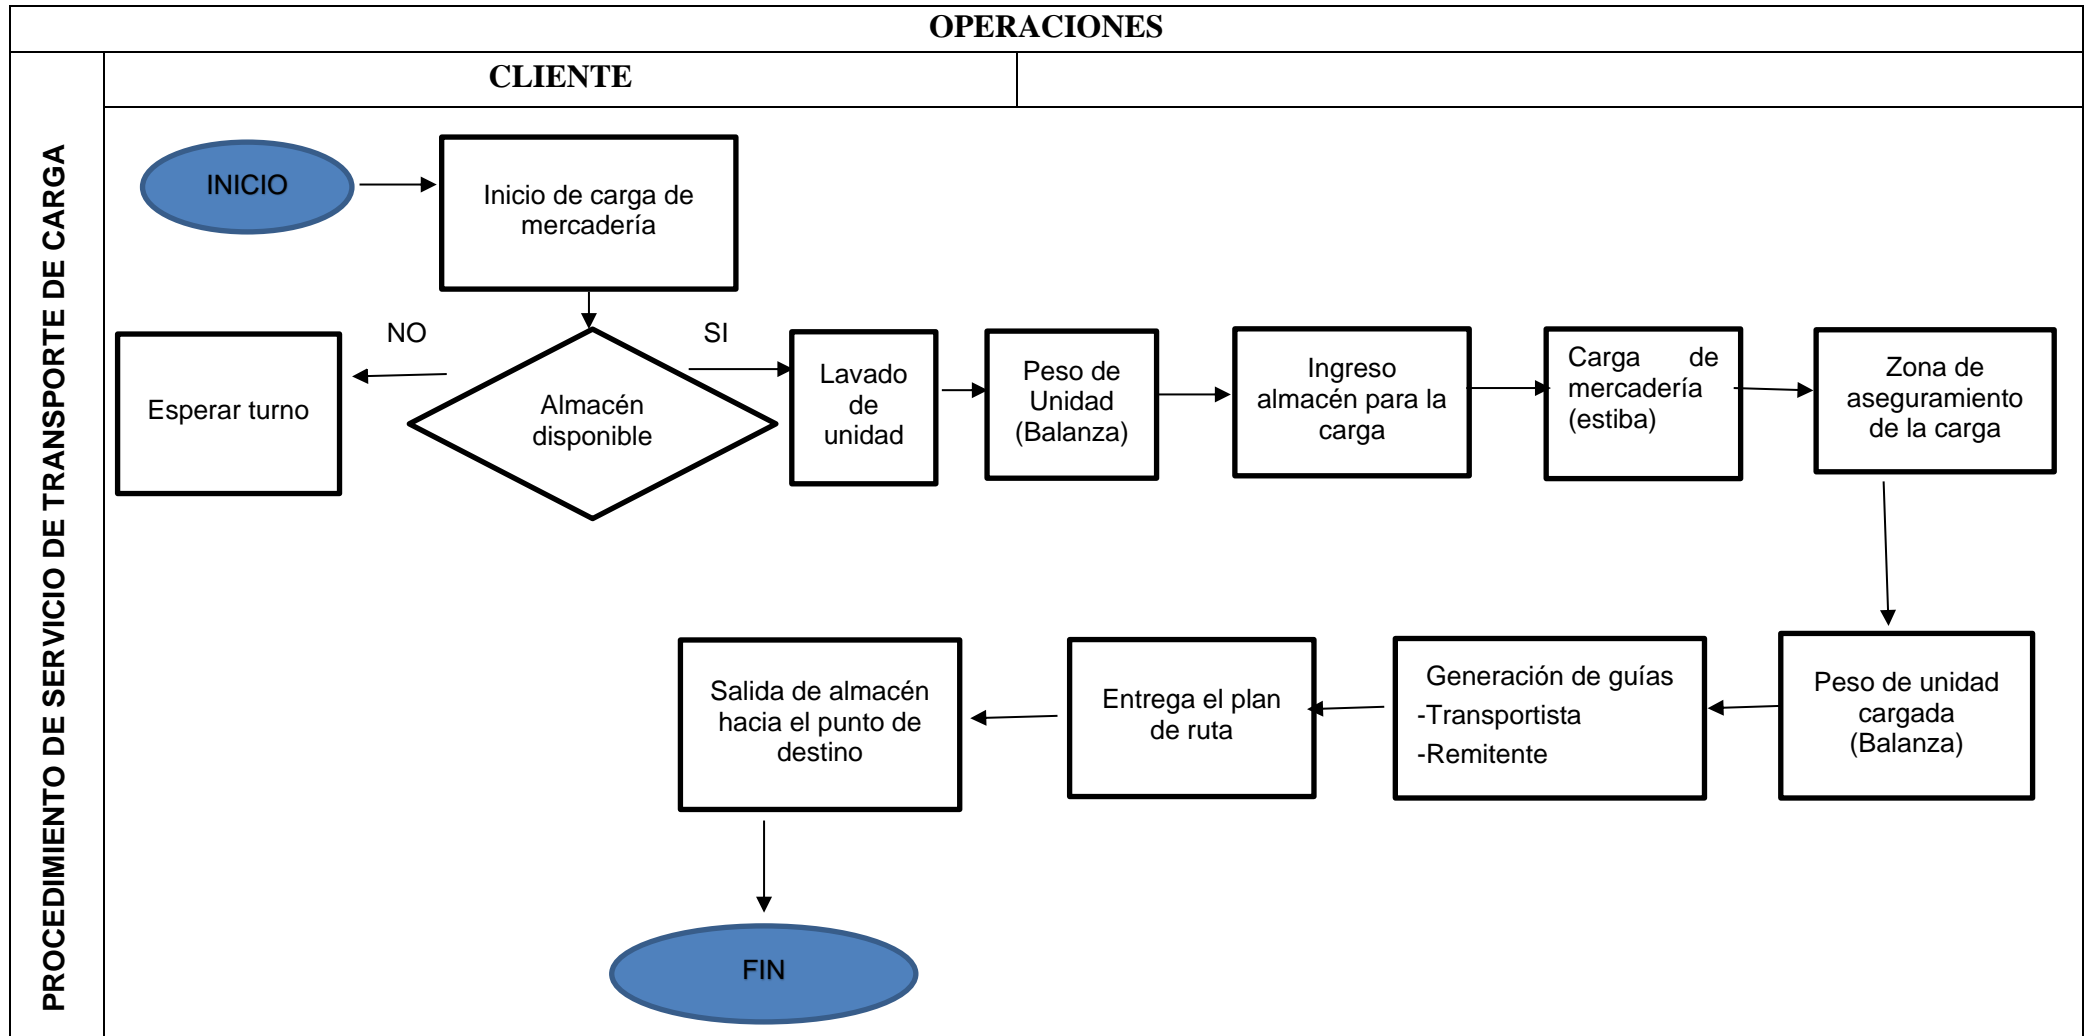 OPERACIONES
CLIENTE
PROCEDIMIENTO DE SERVICIO DE TRANSPORTE DE CARGA
INICIO
Inicio de carga de
mercadería
NO
SI
Esperar turno
Almacén
disponible
Lavado
de
unidad
Peso de
Unidad
(Balanza)
Ingreso
almacén para la
carga
Carga de
mercadería
(estiba)
Zona de
aseguramiento
de la carga
Peso de unidad
cargada
(Balanza)
Generación de guías
-Transportista
-Remitente
Entrega el plan
de ruta
Salida de almacén
hacia el punto de
destino
FIN